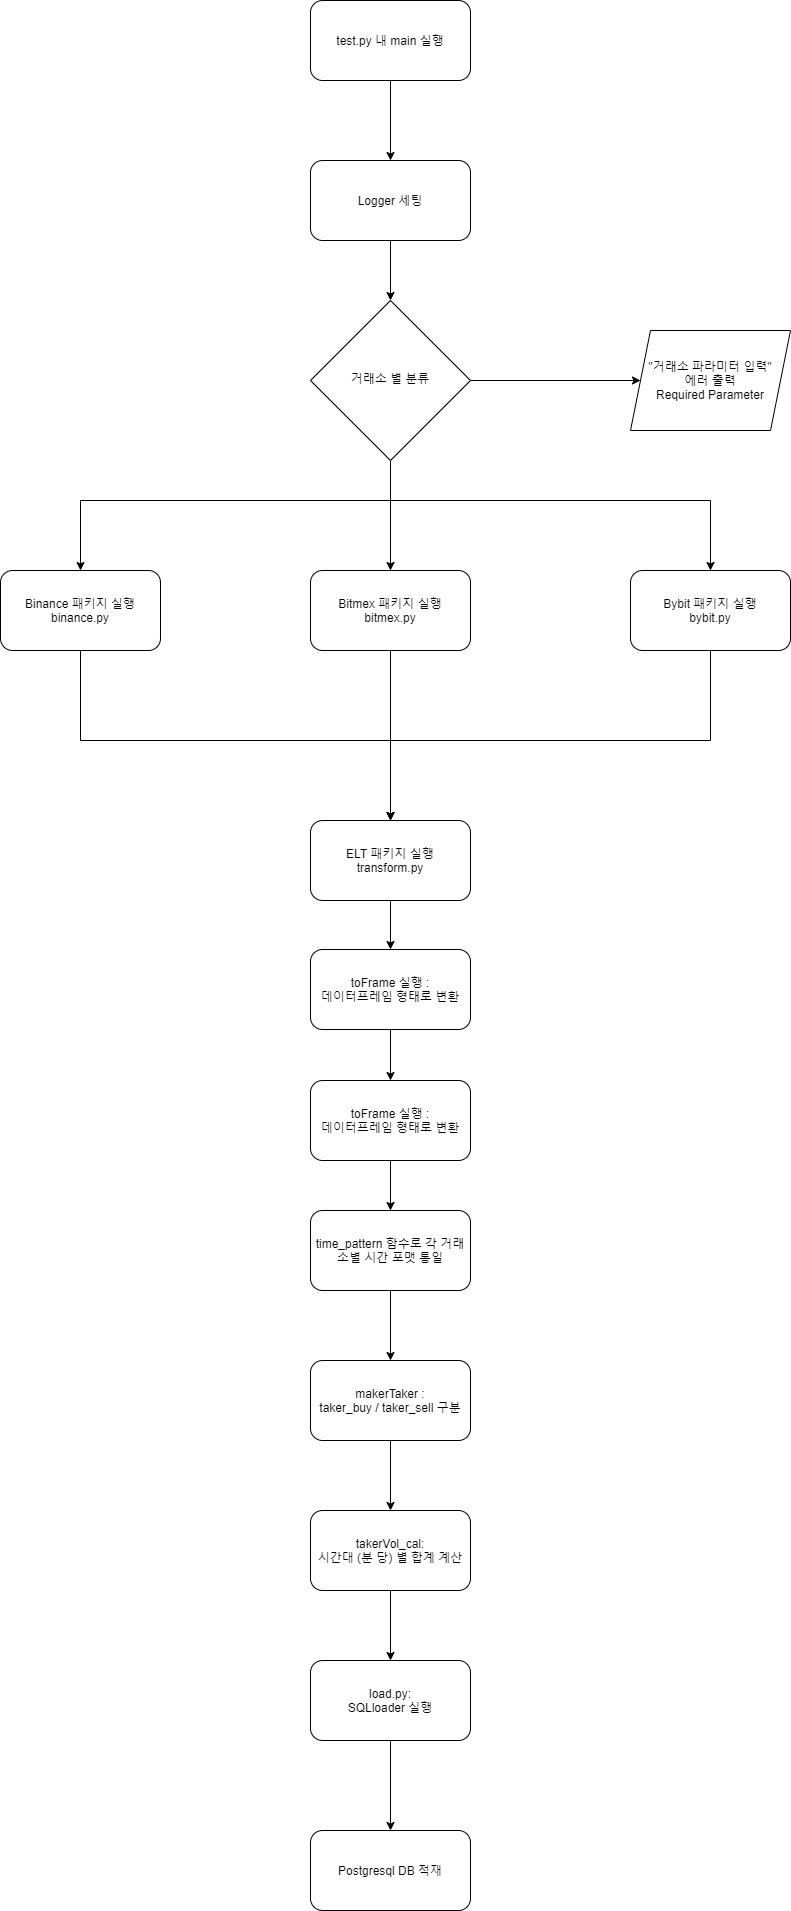 test.py 내 main 실행
Logger 세팅
거래소 별 분류
"거래소 파라미터 입력"
에러 출력
Required Parameter
Binance 패키지 실행
binance.py
Bitmex 패키지 실행
bitmex.py
Bybit 패키지 실행
bybit.py
ELT 패키지 실행
transform.py
toFrame 실행 :
데이터프레임 형태로 변환
toFrame 실행 :
데이터프레임 형태로 변환
time_pattern 함수로 각 거래
소별 시간 포맷 통일
makerTaker :
taker_buy / taker_sell 구분
takerVol_cal:
시간대 (분 당) 별 합계 계산
load.py:
SQLloader 실행
Postgresql DB 적재